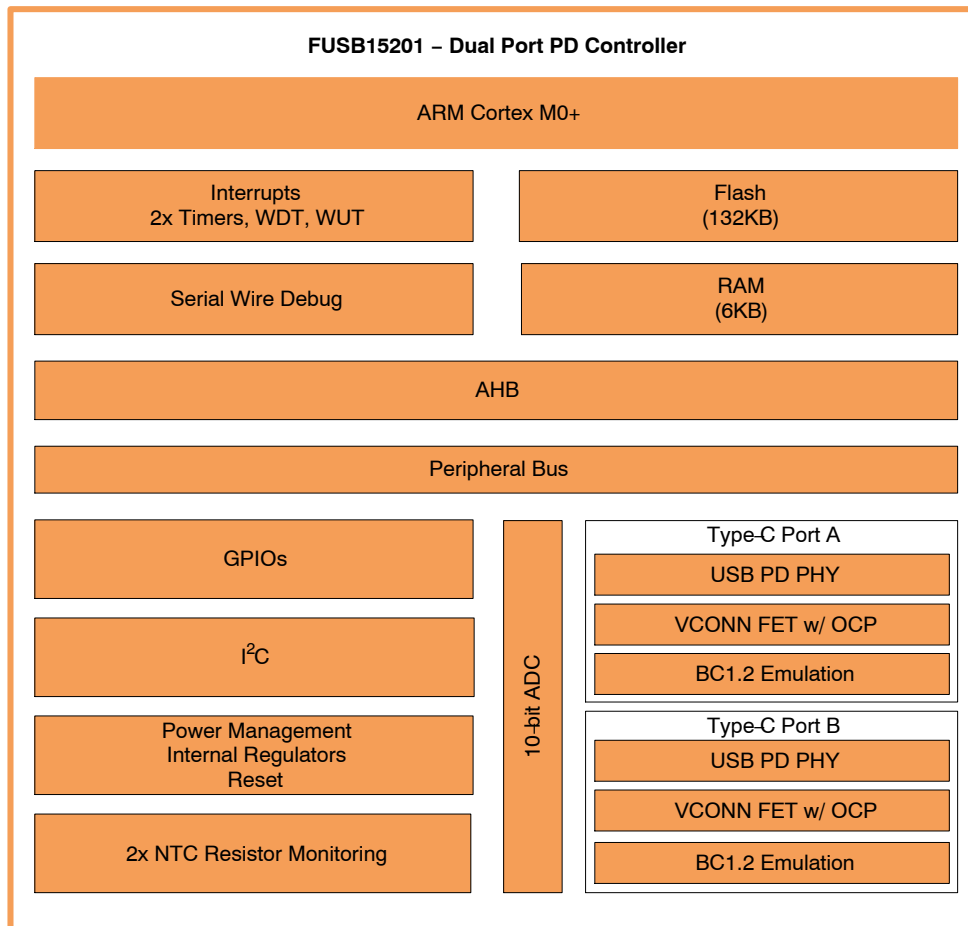 FUSB15201 – Dual Port PD Controller
ARM Cortex M0+
Interrupts
2x Timers, WDT, WUT
Flash
(132KB)
Serial Wire Debug
RAM
(6KB)
AHB
Peripheral Bus
GPIOs
I²C
Power Management
Internal Regulators
Reset
2x NTC Resistor Monitoring
10-bit ADC
Type-C Port A
USB PD PHY
VCONN FET w/ OCP
BC1.2 Emulation
Type-C Port B
USB PD PHY
VCONN FET w/ OCP
BC1.2 Emulation